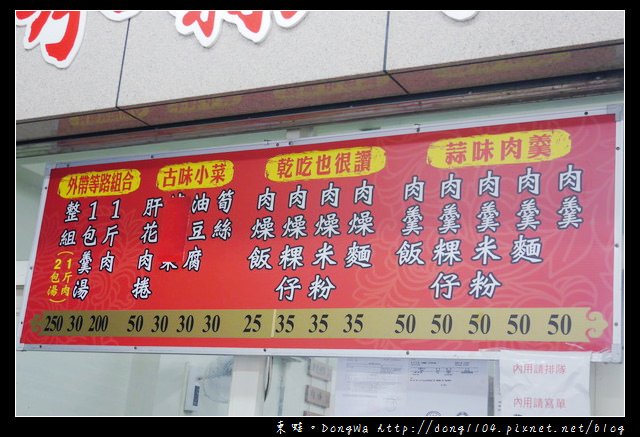 外帶等路組合
整組(1斤肉2包湯)
1包羹湯
1斤肉
250 30 200
古味小菜
肝花肉捲
油豆腐
筍絲
50 30 30 30
乾吃也很讚
肉燥飯
肉燥粿仔
肉燥米粉
肉燥麵
25 35 35 35
蒜味肉羹
肉羹飯
肉羹粿仔
肉羹米粉
肉羹麵
肉羹
50 50 50 50 50
內用請排隊
內用請寫單
東蛙。Dongwa http://dong1104.pixnet.net/blog